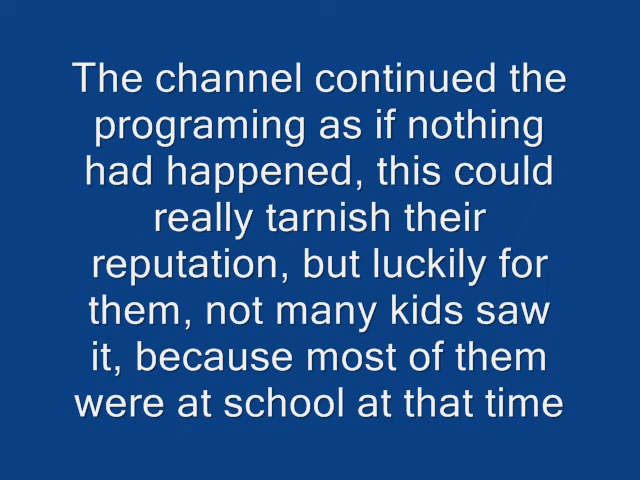 The channel continued the
programing as if nothing
had happened, this could
really tarnish their
reputation, but luckily for
them, not many kids saw
it, because most of them
were at school at that time